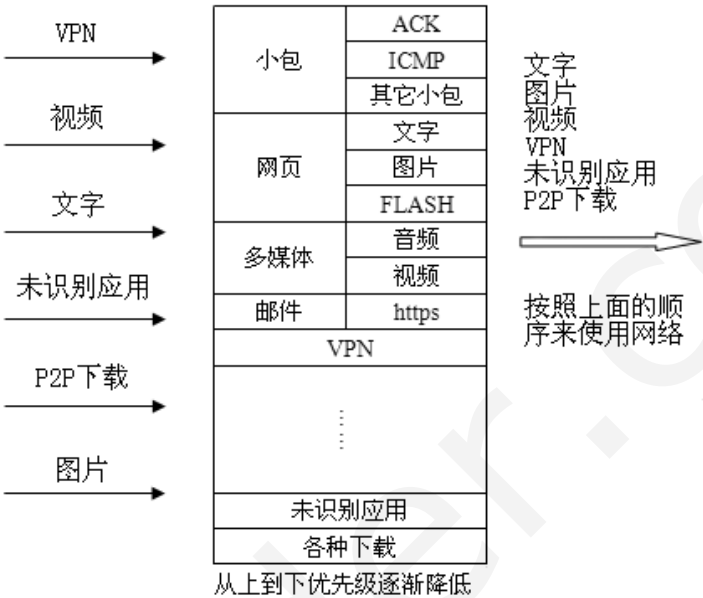 VPN
视频
文字
未识别应用
P2P下载
图片
小包
ACK
ICMP
其它小包
网页
文字
图片
FLASH
多媒体
音频
视频
邮件
https
VPN
未识别应用
各种下载
从上到下优先级逐渐降低
文字
图片
视频
VPN
未识别应用
P2P下载
按照上面的顺
序来使用网络